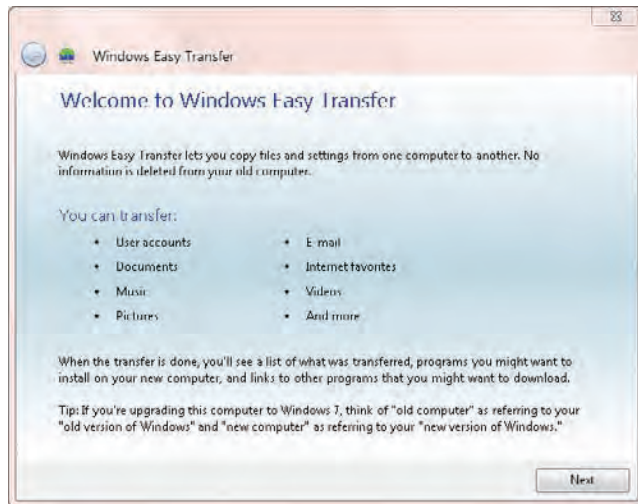 Windows Easy Transfer
Welcome to Windows Easy Transfer
Windows Easy Transfer lets you copy files and settings from one computer to another. No
information is deleted from your old computer.
You can transfer:
• User accounts
• Documents
• Music
• Pictures
• E-mail
• Internet favorites
• Videos
• And more
When the transfer is done, you'll see a list of what was transferred, programs you might want to
install on your new computer, and links to other programs that you might want to download.
Tip: If you're upgrading this computer to Windows 7, think of "old computer" as referring to your
"old version of Windows" and "new computer" as referring to your "new version of Windows."
Next